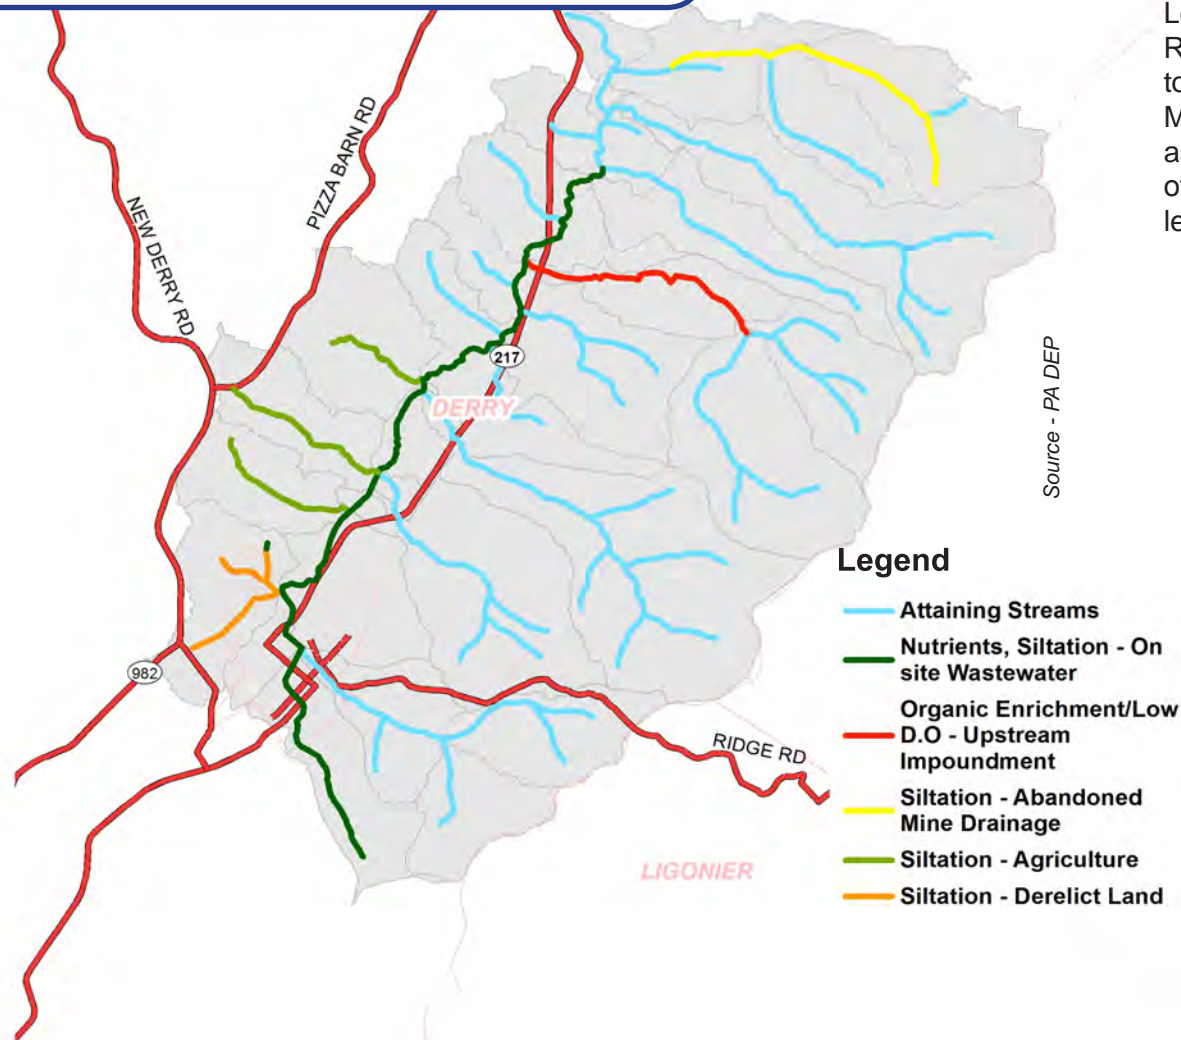 NEW DERRY RD
PIZZA BARN RD
217
DERRY
982
RIDGE RD
LIGONIER
Source - PA DEP
Legend
Attaining Streams
Nutrients, Siltation - On
site Wastewater
Organic Enrichment/Low
D.O - Upstream
Impoundment
Siltation - Abandoned
Mine Drainage
Siltation - Agriculture
Siltation - Derelict Land